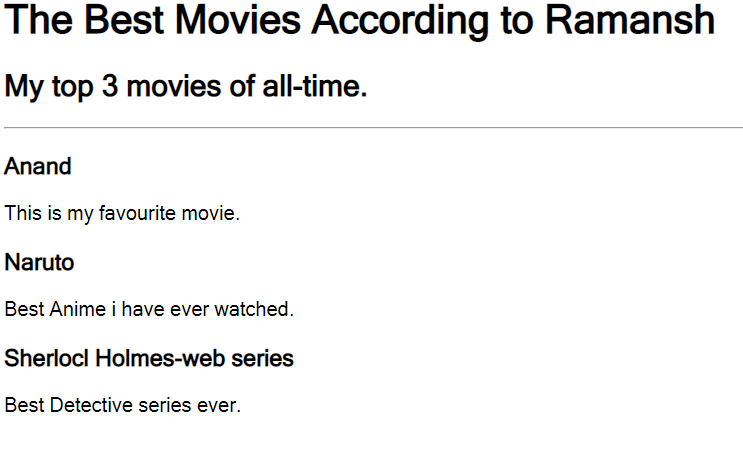 The Best Movies According to Ramansh
My top 3 movies of all-time.
Anand
This is my favourite movie.
Naruto
Best Anime i have ever watched.
Sherlocl Holmes-web series
Best Detective series ever.